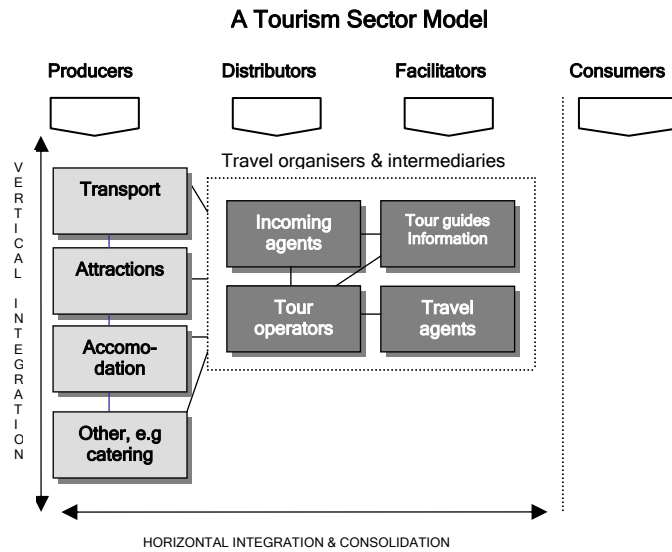 A Tourism Sector Model
Producers
Distributors
Facilitators
Consumers
VERTICAL INTEGRATION
Travel organisers & intermediaries
Transport
Attractions
Accomo-
dation
Other, e.g
catering
Incoming
agents
Tour guides
Information
Tour
operators
Travel
agents
HORIZONTAL INTEGRATION & CONSOLIDATION